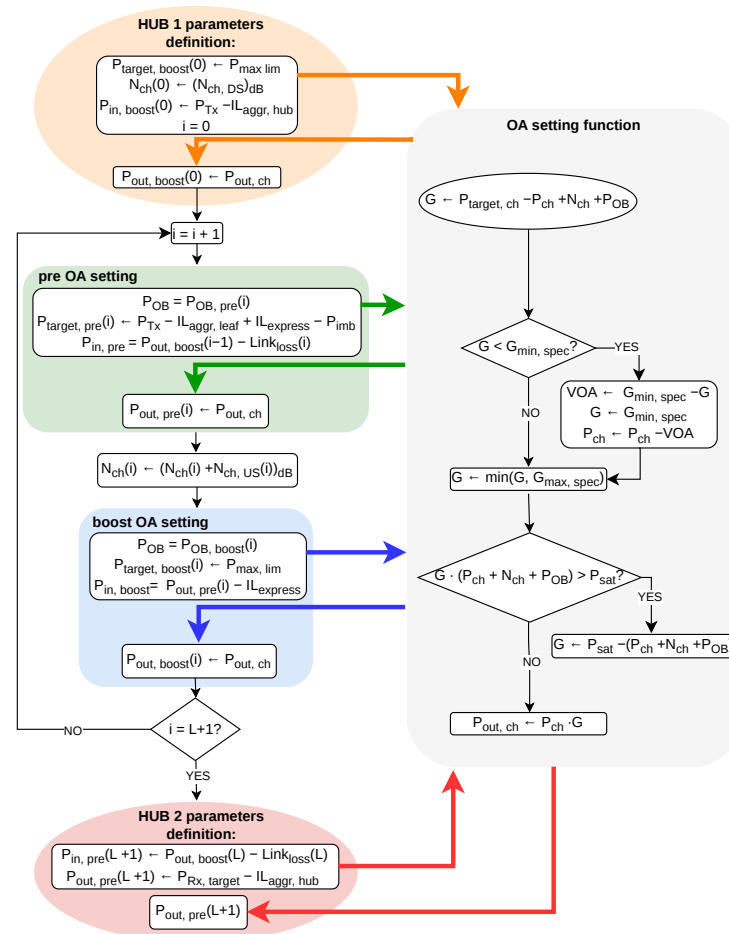 HUB 1 parameters
definition:
P_target, boost(0) ← P_max lim
N_ch(0) ← (N_ch, DS)_dB
P_in, boost(0) ← P_Tx −IL_aggr, hub
i = 0
P_out, boost(0) ← P_out, ch
i = i + 1
pre OA setting
P_OB = P_OB, pre(i)
P_target, pre(i) ← P_Tx − IL_aggr, leaf + IL_express − P_imb
P_in, pre = P_out, boost(i−1) − Link_loss(i)
P_out, pre(i) ← P_out, ch
N_ch(i) ← (N_ch(i) +N_ch, US(i))_dB
boost OA setting
P_OB = P_OB, boost(i)
P_target, boost(i) ← P_max, lim
P_in, boost= P_out, pre(i) − IL_express
P_out, boost(i) ← P_out, ch
i = L+1?
NO
YES
HUB 2 parameters
definition:
P_in, pre(L +1) ← P_out, boost(L) − Link_loss(L)
P_out, pre(L +1) ← P_Rx, target − IL_aggr, hub
P_out, pre(L+1)
OA setting function
G ← P_target, ch −P_ch +N_ch +P_OB
G < G_min, spec?
YES
NO
VOA ← G_min, spec −G
G ← G_min, spec
P_ch ← P_ch −VOA
G ← min(G, G_max, spec)
G · (P_ch + N_ch + P_OB) > P_sat?
YES
NO
G ← P_sat −(P_ch +N_ch +P_OB
P_out, ch ← P_ch ·G